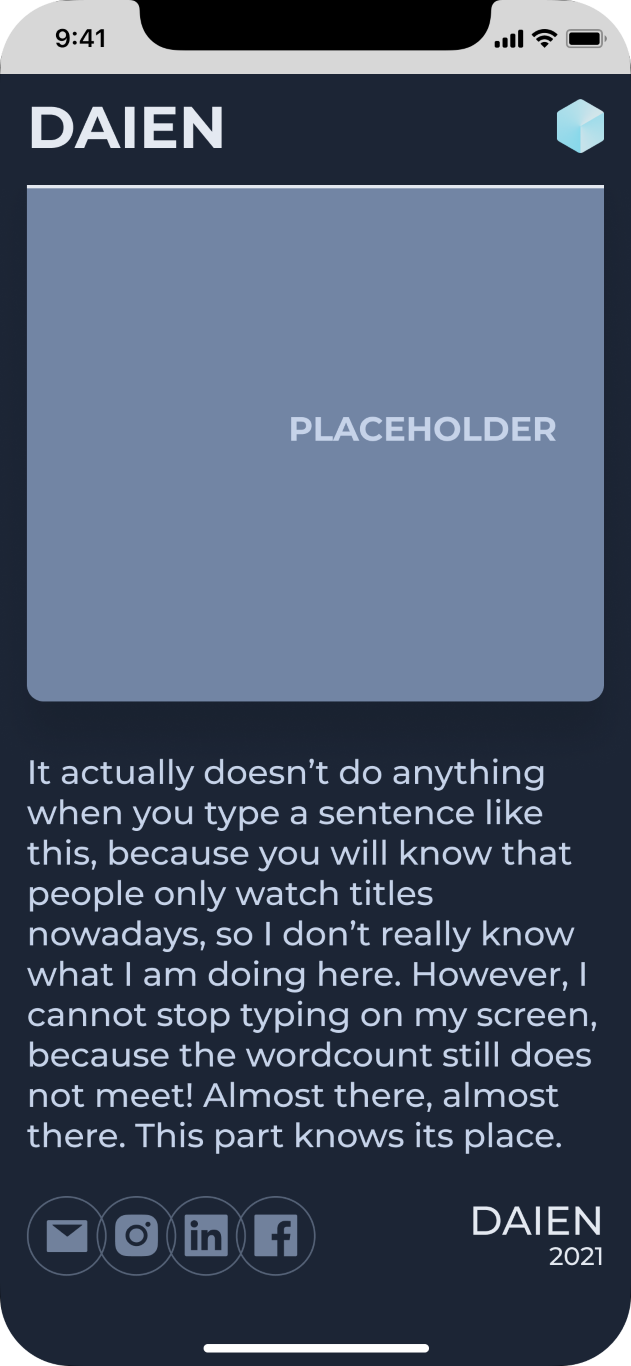 9:41
DAIEN
PLACEHOLDER
It actually doesn’t do anything
when you type a sentence like
this, because you will know that
people only watch titles
nowadays, so I don’t really know
what I am doing here. However, I
cannot stop typing on my screen,
because the wordcount still does
not meet! Almost there, almost
there. This part knows its place.
in
DAIEN
2021